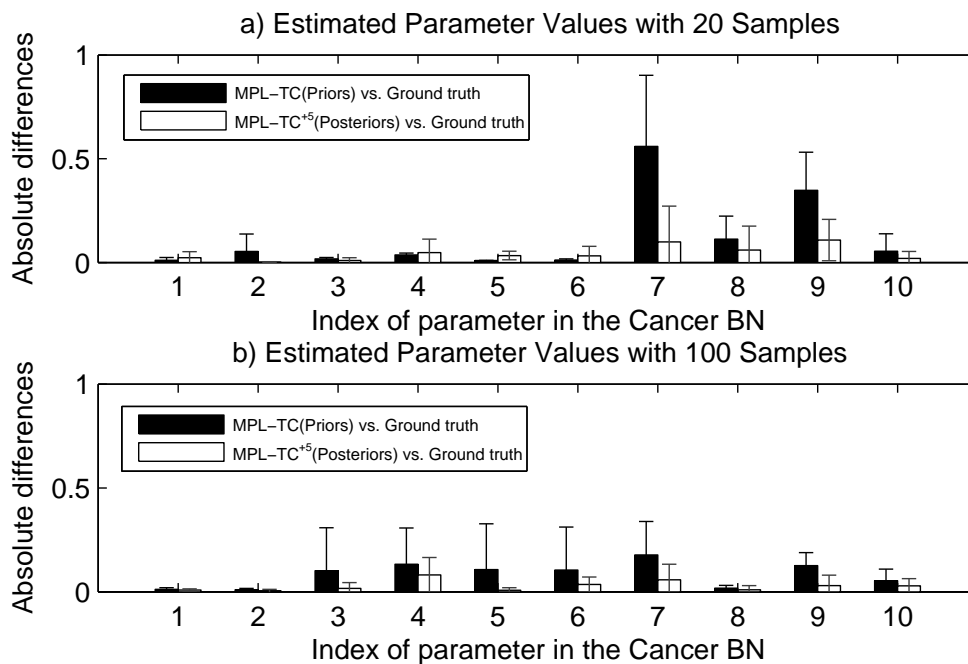 a) Estimated Parameter Values with 20 Samples
1
MPL−TC(Priors) vs. Ground truth
MPL−TC+5(Posteriors) vs. Ground truth
0.5
0
Absolute differences
1 2 3 4 5 6 7 8 9 10
Index of parameter in the Cancer BN
b) Estimated Parameter Values with 100 Samples
1
MPL−TC(Priors) vs. Ground truth
MPL−TC+5(Posteriors) vs. Ground truth
0.5
0
Absolute differences
1 2 3 4 5 6 7 8 9 10
Index of parameter in the Cancer BN